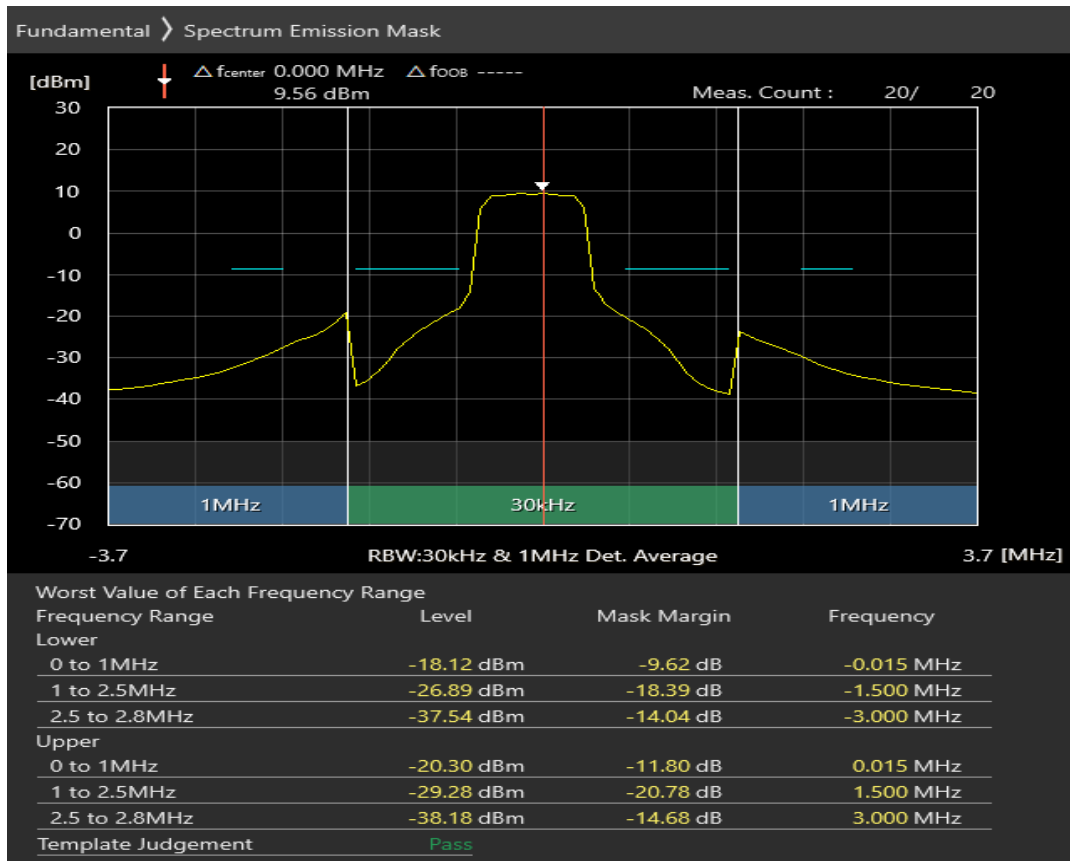 Fundamental 〉 Spectrum Emission Mask
△ fcenter 0.000 MHz △ fOOB -----
[dBm] 9.56 dBm Meas. Count : 20/ 20
30
20
10
0
-10
-20
-30
-40
-50
-60
-70
1MHz 30kHz 1MHz
-3.7 RBW:30kHz & 1MHz Det. Average 3.7 [MHz]
Worst Value of Each Frequency Range
Frequency Range Level Mask Margin Frequency
Lower
0 to 1MHz -18.12 dBm -9.62 dB -0.015 MHz
1 to 2.5MHz -26.89 dBm -18.39 dB -1.500 MHz
2.5 to 2.8MHz -37.54 dBm -14.04 dB -3.000 MHz
Upper
0 to 1MHz -20.30 dBm -11.80 dB 0.015 MHz
1 to 2.5MHz -29.28 dBm -20.78 dB 1.500 MHz
2.5 to 2.8MHz -38.18 dBm -14.68 dB 3.000 MHz
Template Judgement Pass